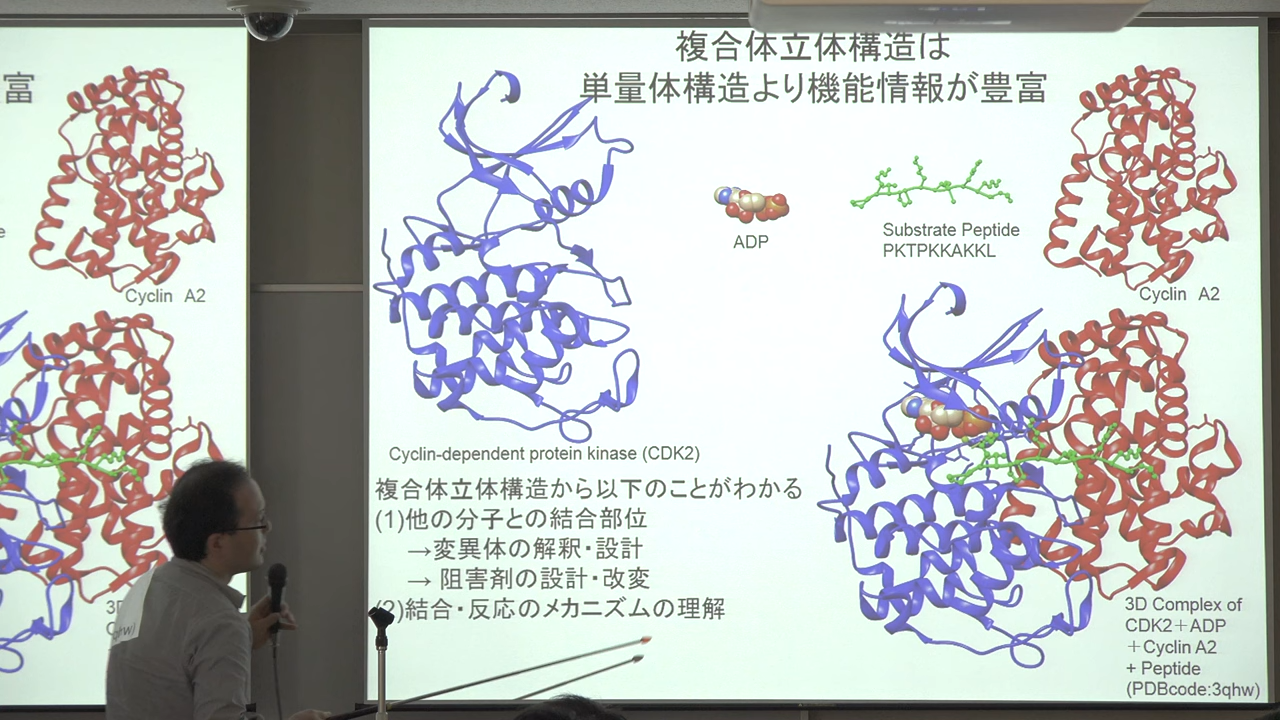 富
e
Cyclin A2
3D
C
hw)
複合体立体構造は
単量体構造より機能情報が豊富
ADP
Substrate Peptide
PKTPKKAKKL
Cyclin A2
Cyclin-dependent protein kinase (CDK2)
複合体立体構造から以下のことがわかる
(1)他の分子との結合部位
→変異体の解釈・設計
→ 阻害剤の設計・改変
(2)結合・反応のメカニズムの理解
3D Complex of
CDK2+ADP
+Cyclin A2
+ Peptide
(PDBcode:3qhw)